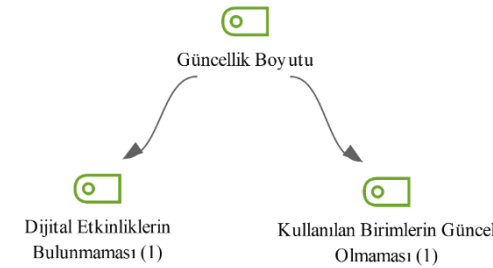 Güncellik Boyutu
Dijital Etkinliklerin
Bulunmaması (1)
Kullanılan Birimlerin Güncel
Olmaması (1)